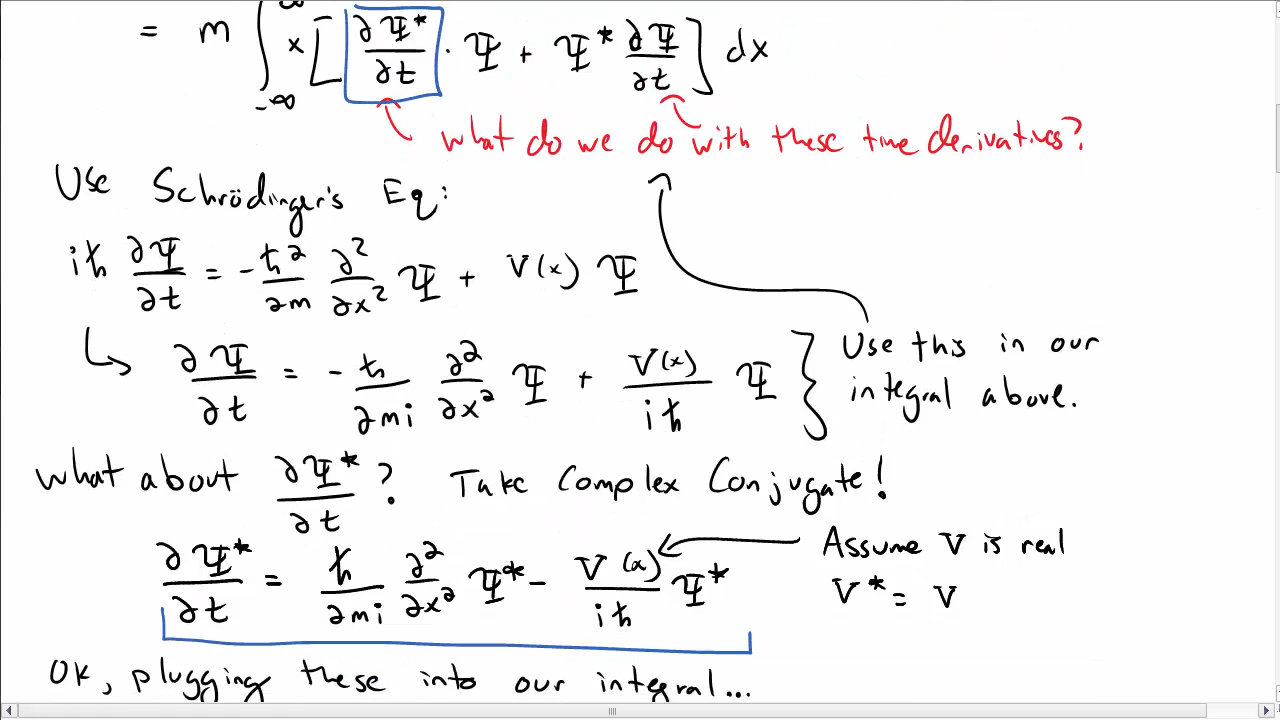 = m ∫_{-∞}^{∞} x [ ∂Ψ*/∂t · Ψ + Ψ* ∂Ψ/∂t ] dx
What do we do with these time derivatives?
Use Schrödinger's Eq:
iħ ∂Ψ/∂t = -ħ²/2m ∂²/∂x² Ψ + V(x) Ψ
↳ ∂Ψ/∂t = - ħ/2mi ∂²/∂x² Ψ + V(x)/iħ Ψ
Use this in our
integral above.
What about ∂Ψ*/∂t ? Take Complex Conjugate!
∂Ψ*/∂t = ħ/2mi ∂²/∂x² Ψ* - V(x)/iħ Ψ*
Assume V is real
V* = V
OK, plugging these into our integral...